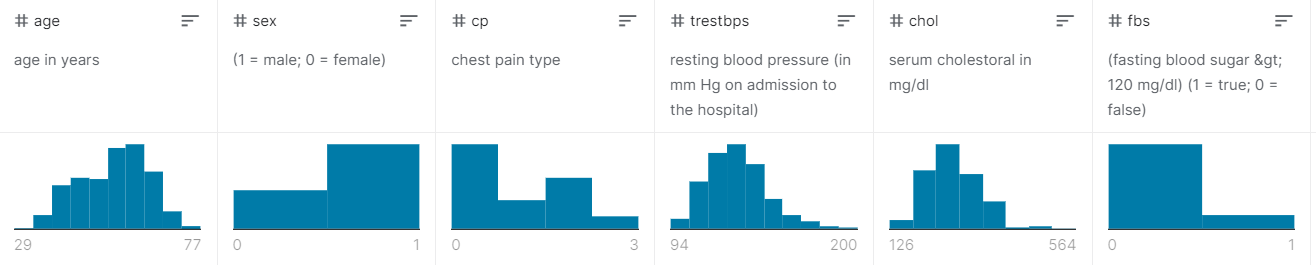 # age
# sex
# cp
# trestbps
# chol
# fbs
age in years
(1 = male; 0 = female)
chest pain type
resting blood pressure (in
mm Hg on admission to
the hospital)
serum cholestoral in
mg/dl
(fasting blood sugar &gt;
120 mg/dl) (1 = true; 0 =
false)
29 77
0 1
0 3
94 200
126 564
0 1